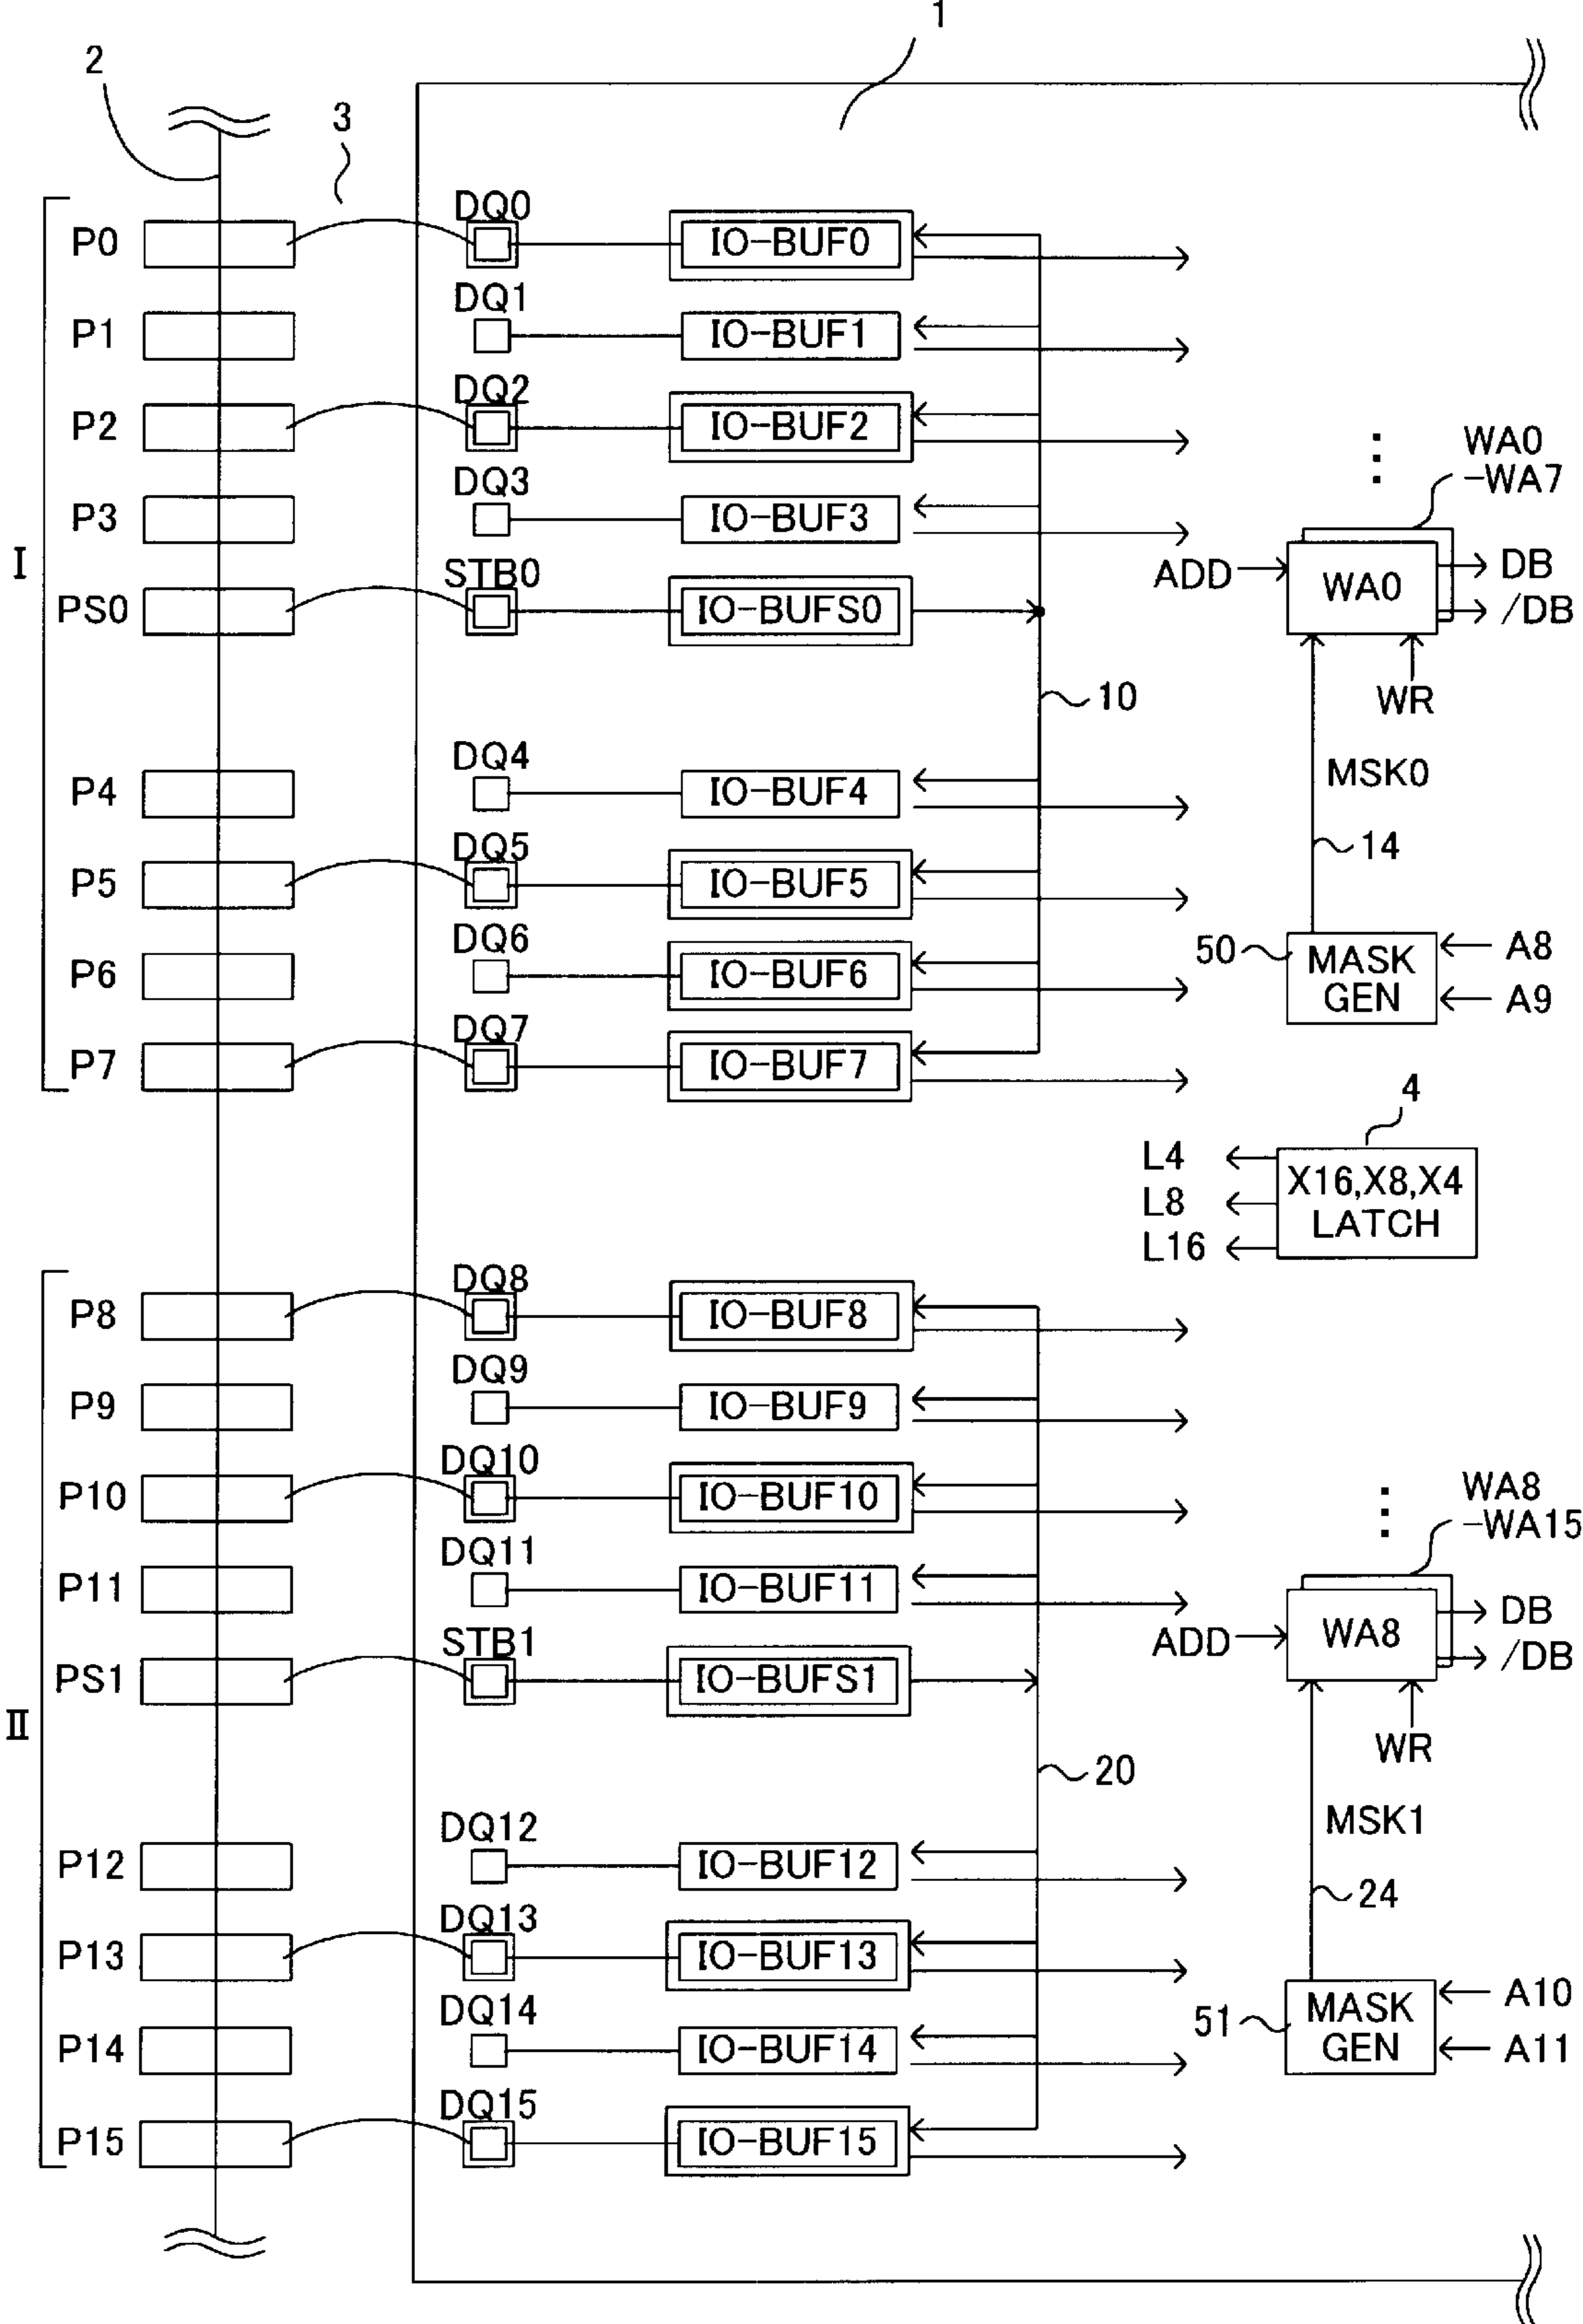 1
2
3
DQ0
P0
IO-BUF0
DQ1
P1
IO-BUF1
DQ2
P2
IO-BUF2
WA0
-WA7
DQ3
P3
IO-BUF3
I
STB0
PS0
IO-BUFS0
ADD
WA0
DB
/DB
WR
10
DQ4
P4
IO-BUF4
MSK0
14
DQ5
P5
IO-BUF5
DQ6
P6
IO-BUF6
50
MASK
GEN
A8
A9
DQ7
P7
IO-BUF7
4
L4
L8
L16
X16,X8,X4
LATCH
DQ8
P8
IO-BUF8
DQ9
P9
IO-BUF9
DQ10
P10
IO-BUF10
WA8
-WA15
DQ11
P11
IO-BUF11
STB1
PS1
IO-BUFS1
ADD
WA8
DB
/DB
II
WR
20
DQ12
P12
IO-BUF12
MSK1
24
DQ13
P13
IO-BUF13
DQ14
P14
IO-BUF14
51
MASK
GEN
A10
A11
DQ15
P15
IO-BUF15